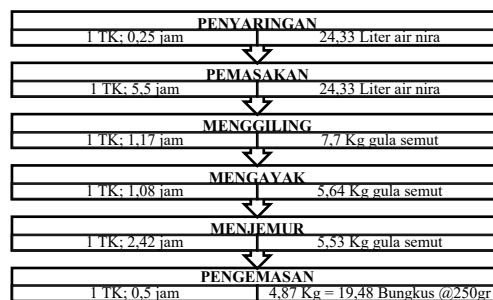 PENYARINGAN
1 TK; 0,25 jam 24,33 Liter air nira
PEMASAKAN
1 TK; 5,5 jam 24,33 Liter air nira
MENGGILING
1 TK; 1,17 jam 7,7 Kg gula semut
MENGAYAK
1 TK; 1,08 jam 5,64 Kg gula semut
MENJEMUR
1 TK; 2,42 jam 5,53 Kg gula semut
PENGEMASAN
1 TK; 0,5 jam 4,87 Kg = 19,48 Bungkus @250gr